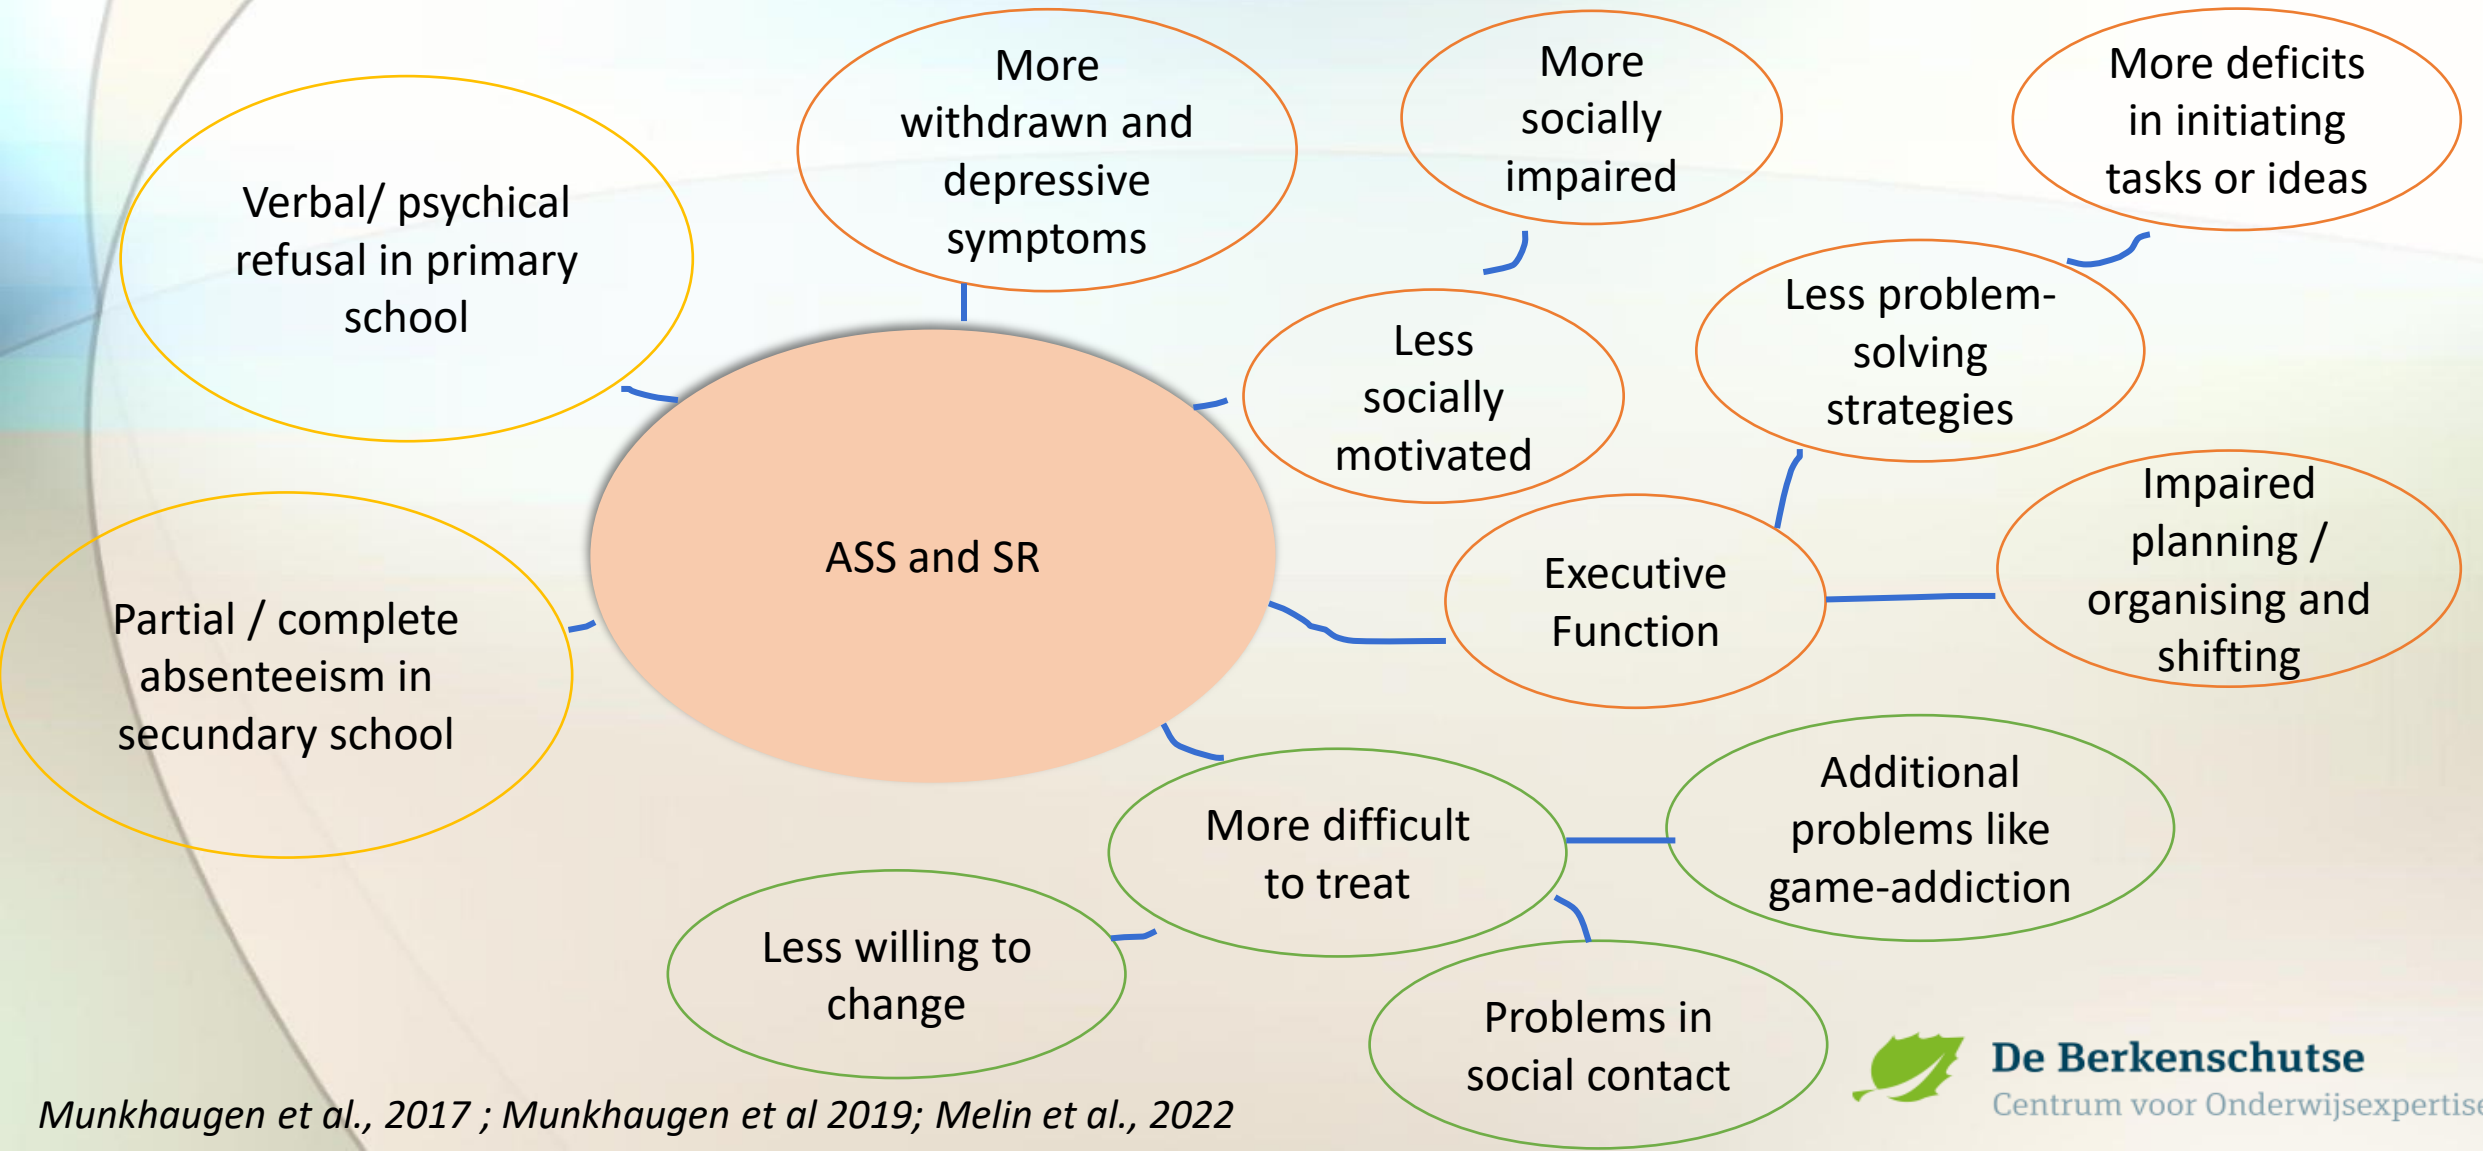 Verbal/ psychical
refusal in primary
school
More
withdrawn and
depressive
symptoms
More
socially
impaired
More deficits
in initiating
tasks or ideas
Less problem-
solving
strategies
Less
socially
motivated
Impaired
planning /
organising and
shifting
Executive
Function
ASS and SR
Partial / complete
absenteeism in
secundary school
More difficult
to treat
Additional
problems like
game-addiction
Less willing to
change
Problems in
social contact
Munkhaugen et al., 2017 ; Munkhaugen et al 2019; Melin et al., 2022
De Berkenschutse
Centrum voor Onderwijsexpertise